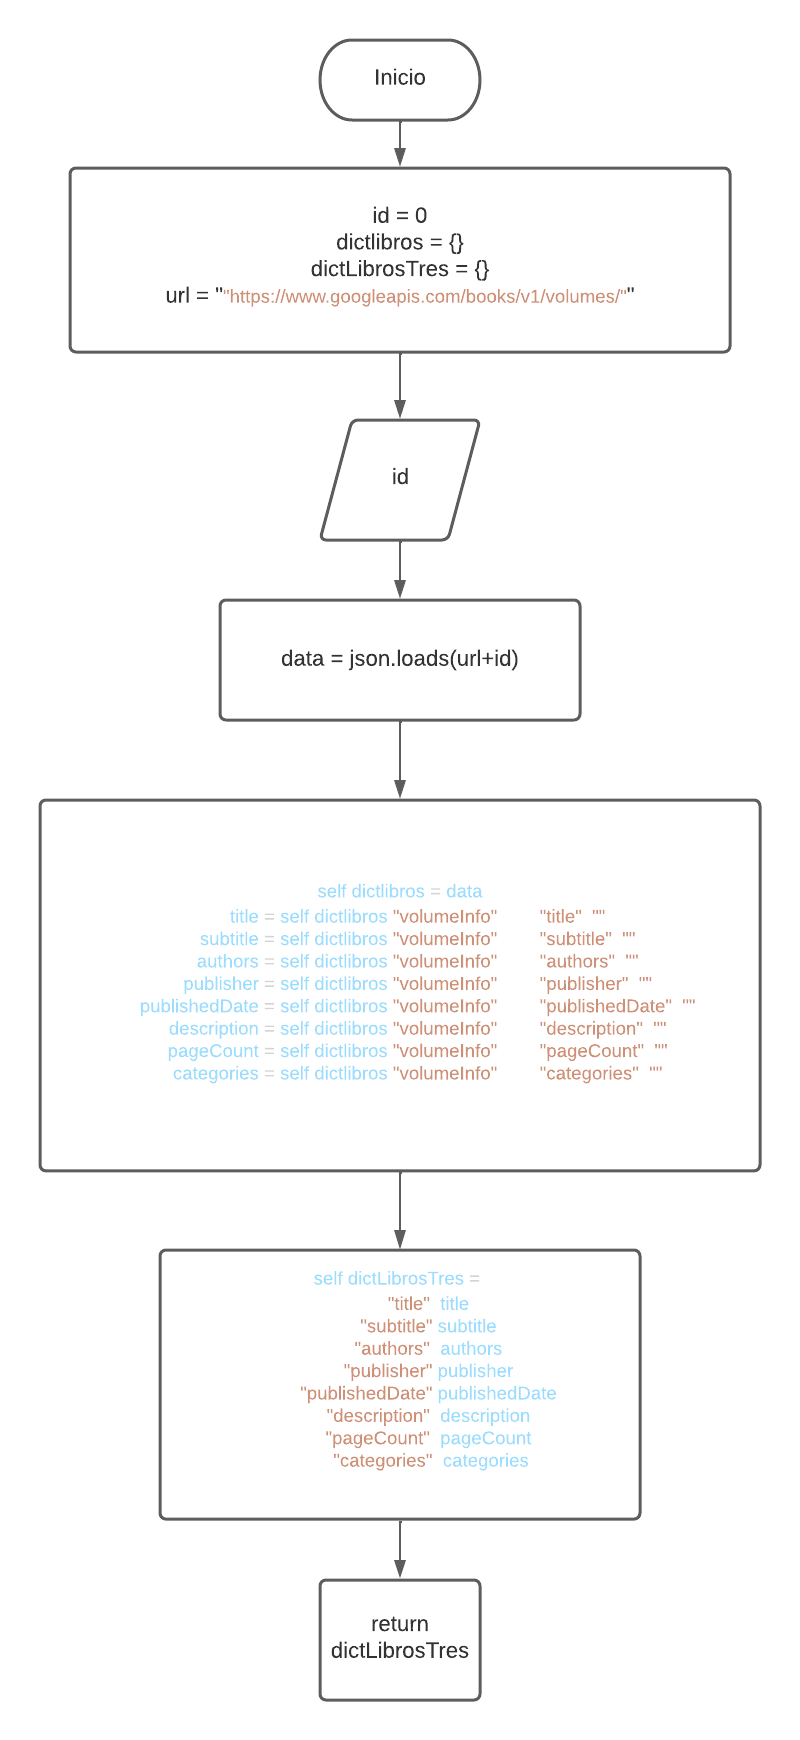 Inicio
id = 0
dictlibros = {}
dictLibrosTres = {}
url = ""https://www.googleapis.com/books/v1/volumes/""
id
data = json.loads(url+id)
self dictlibros = data
title = self dictlibros "volumeInfo" "title" ""
subtitle = self dictlibros "volumeInfo" "subtitle" ""
authors = self dictlibros "volumeInfo" "authors" ""
publisher = self dictlibros "volumeInfo" "publisher" ""
publishedDate = self dictlibros "volumeInfo" "publishedDate" ""
description = self dictlibros "volumeInfo" "description" ""
pageCount = self dictlibros "volumeInfo" "pageCount" ""
categories = self dictlibros "volumeInfo" "categories" ""
self dictLibrosTres =
"title" title
"subtitle" subtitle
"authors" authors
"publisher" publisher
"publishedDate" publishedDate
"description" description
"pageCount" pageCount
"categories" categories
return
dictLibrosTres